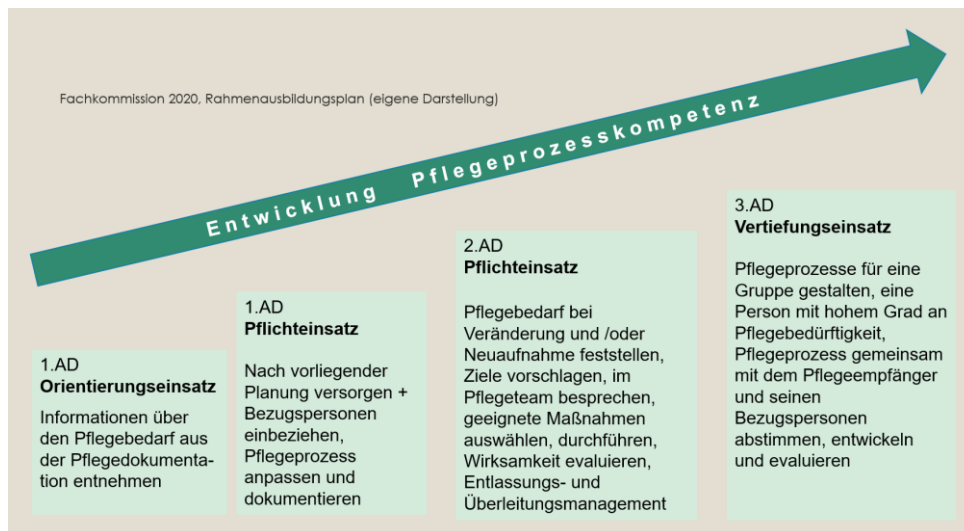 Fachkommission 2020, Rahmenausbildungsplan (eigene Darstellung)
Entwicklung Pflegeprozesskompetenz
1.AD
Orientierungseinsatz
Informationen über
den Pflegebedarf aus
der Pflegedokumenta-
tion entnehmen
1.AD
Pflichteinsatz
Nach vorliegender
Planung versorgen +
Bezugspersonen
einbeziehen,
Pflegeprozess
anpassen und
dokumentieren
2.AD
Pflichteinsatz
Pflegebedarf bei
Veränderung und /oder
Neuaufnahme feststellen,
Ziele vorschlagen, im
Pflegeteam besprechen,
geeignete Maßnahmen
auswählen, durchführen,
Wirksamkeit evaluieren,
Entlassungs- und
Überleitungsmanagement
3.AD
Vertiefungseinsatz
Pflegeprozesse für eine
Gruppe gestalten, eine
Person mit hohem Grad an
Pflegebedürftigkeit,
Pflegeprozess gemeinsam
mit dem Pflegeempfänger
und seinen
Bezugspersonen
abstimmen, entwickeln
und evaluieren